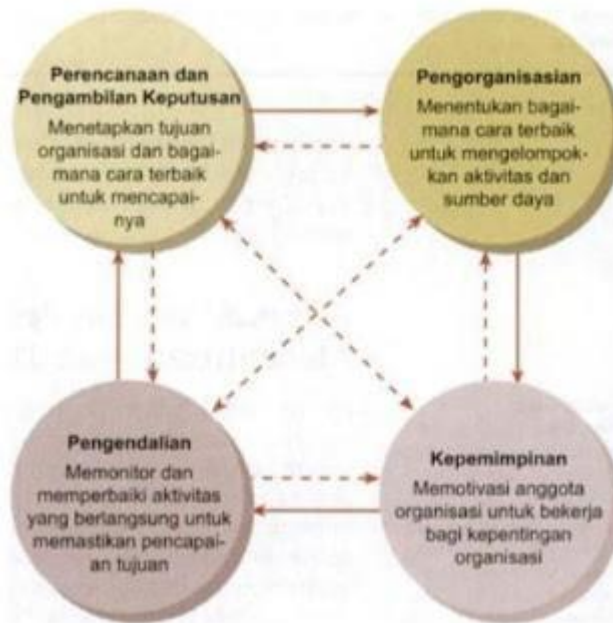 Perencanaan dan
Pengambilan Keputusan
Menetapkan tujuan
organisasi dan bagai-
mana cara terbaik
untuk mencapai-
nya
Pengorganisasian
Menentukan bagai-
mana cara terbaik
untuk mengelompok-
kan aktivitas dan
sumber daya
Pengendalian
Memonitor dan
memperbaiki aktivitas
yang berlangsung untuk
memastikan pencapai-
an tujuan
Kepemimpinan
Memotivasi anggota
organisasi untuk bekerja
bagi kepentingan
organisasi